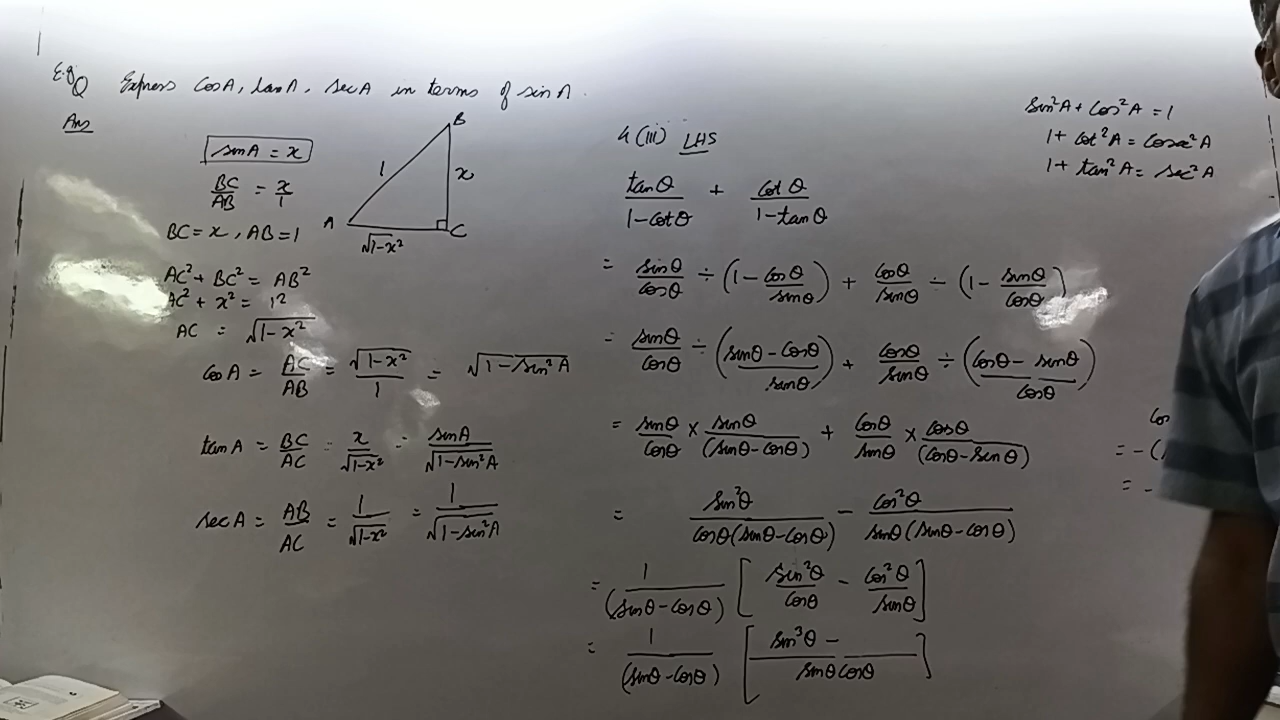 E.g Q Express CosA, tanA, secA in terms of sin A.
Ans
sinA = x
BC/AB = x/1
BC = x, AB = 1
AC² + BC² = AB²
AC² + x² = 1²
AC = √1-x²
CosA = AC/AB = √1-x²/1 = √1-sin²A
tanA = BC/AC = x/√1-x² = sinA/√1-sin²A
secA = AB/AC = 1/√1-x² = 1/√1-sin²A
B
1
x
A
C
√1-x²
4 (iii) LHS
tanθ/1-cotθ + cotθ/1-tanθ
= sinθ/cosθ ÷ (1 - cosθ/sinθ) + cosθ/sinθ ÷ (1 - sinθ/cosθ)
= sinθ/cosθ ÷ (sinθ - cosθ/sinθ) + cosθ/sinθ ÷ (cosθ - sinθ/cosθ)
= sinθ/cosθ × sinθ/(sinθ-cosθ) + cosθ/sinθ × cosθ/(cosθ-sinθ)
= sin²θ/cosθ(sinθ-cosθ) - cos²θ/sinθ(sinθ-cosθ)
= 1/(sinθ-cosθ) [sin²θ/cosθ - cos²θ/sinθ]
= 1/(sinθ-cosθ) [sin³θ - /sinθcosθ]
sin²A + cos²A = 1
1 + cot²A = cosec²A
1 + tan²A = sec²A
= -(
= -